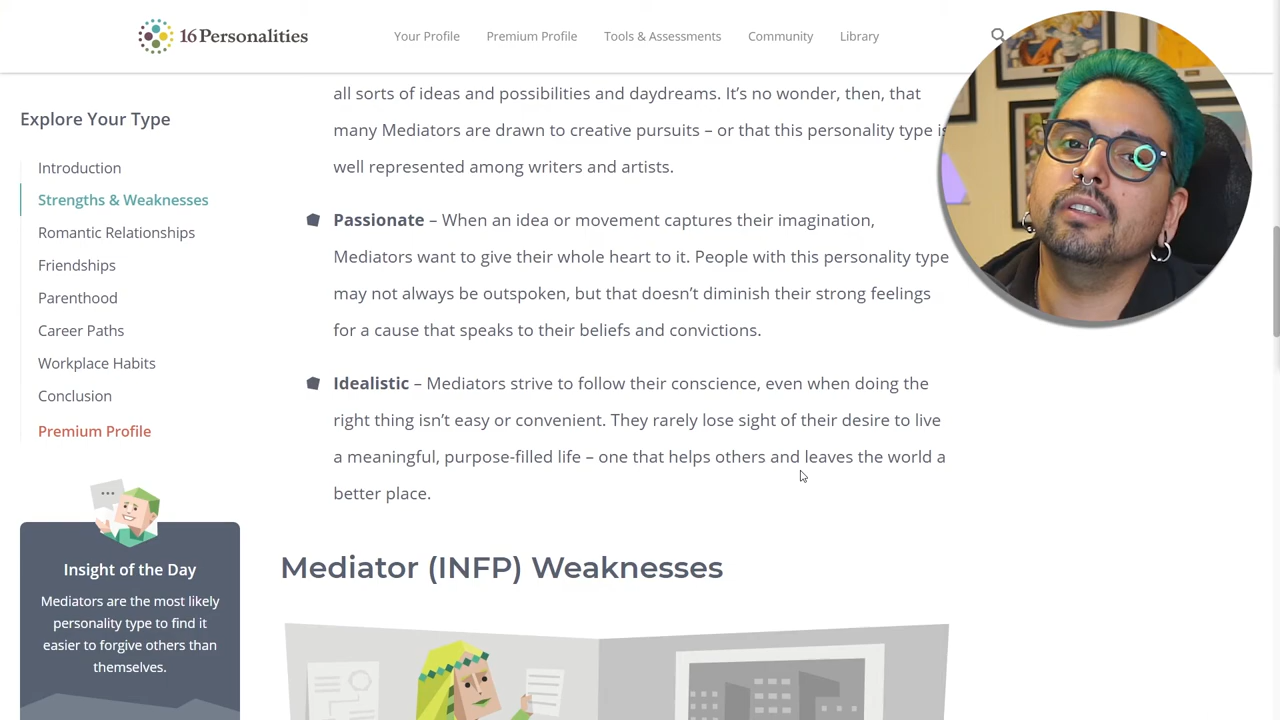 16Personalities
Your Profile
Premium Profile
Tools & Assessments
Community
Library
Explore Your Type
Introduction
Strengths & Weaknesses
Romantic Relationships
Friendships
Parenthood
Career Paths
Workplace Habits
Conclusion
Premium Profile
Insight of the Day
Mediators are the most likely
personality type to find it
easier to forgive others than
themselves.
all sorts of ideas and possibilities and daydreams. It’s no wonder, then, that
many Mediators are drawn to creative pursuits – or that this personality type is
well represented among writers and artists.
Passionate – When an idea or movement captures their imagination,
Mediators want to give their whole heart to it. People with this personality type
may not always be outspoken, but that doesn’t diminish their strong feelings
for a cause that speaks to their beliefs and convictions.
Idealistic – Mediators strive to follow their conscience, even when doing the
right thing isn’t easy or convenient. They rarely lose sight of their desire to live
a meaningful, purpose-filled life – one that helps others and leaves the world a
better place.
Mediator (INFP) Weaknesses